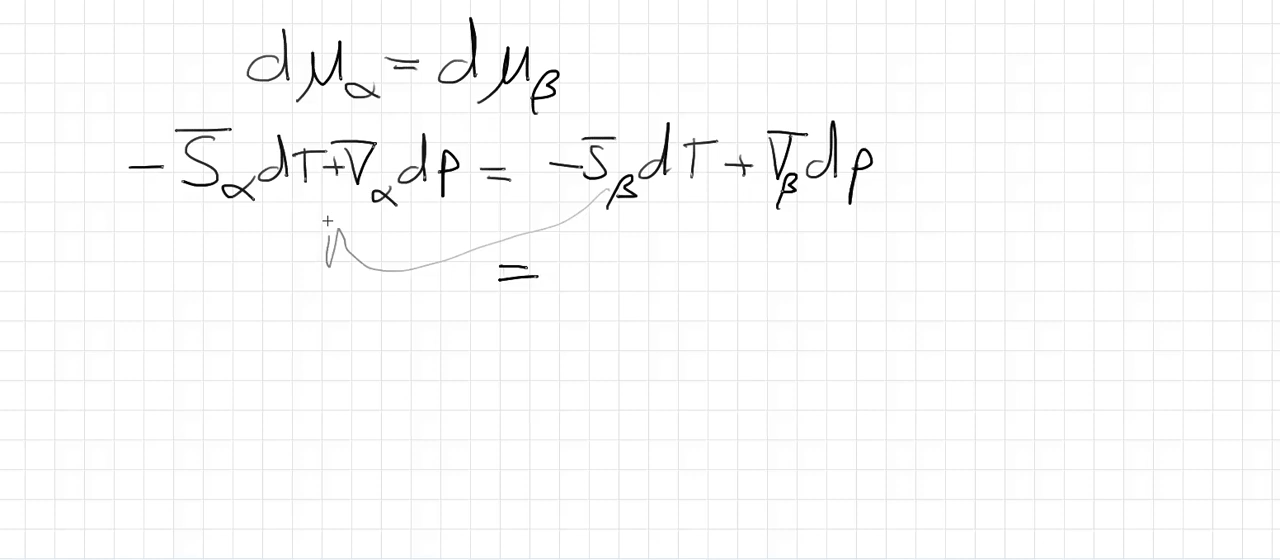 dμ_α = dμ_β
-S̅_α dT + V̅_α dp = -S̅_β dT + V̅_β dp
=